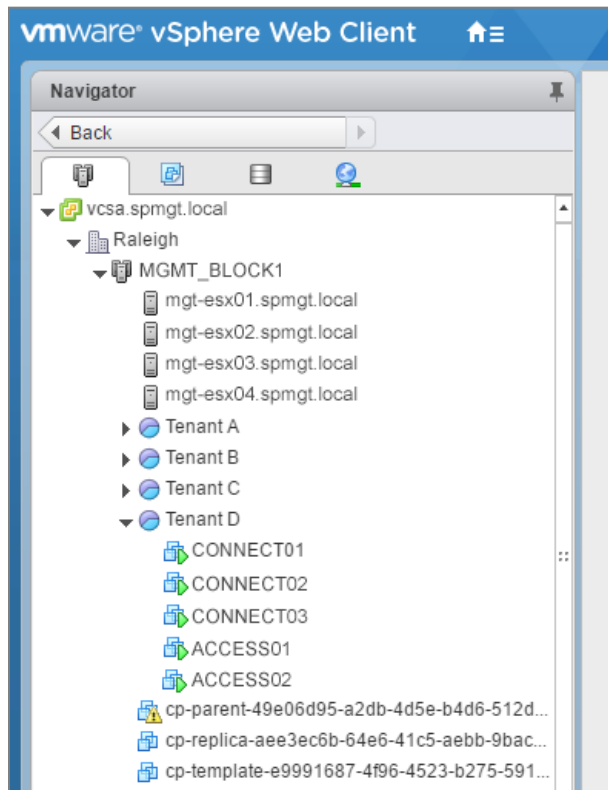 vmware® vSphere Web Client
Navigator
Back
vcsa.spmgt.local
Raleigh
MGMT_BLOCK1
mgt-esx01.spmgt.local
mgt-esx02.spmgt.local
mgt-esx03.spmgt.local
mgt-esx04.spmgt.local
Tenant A
Tenant B
Tenant C
Tenant D
CONNECT01
CONNECT02
CONNECT03
ACCESS01
ACCESS02
cp-parent-49e06d95-a2db-4d5e-b4d6-512d...
cp-replica-aee3ec6b-64e6-41c5-aebb-9bac...
cp-template-e9991687-4f96-4523-b275-591...